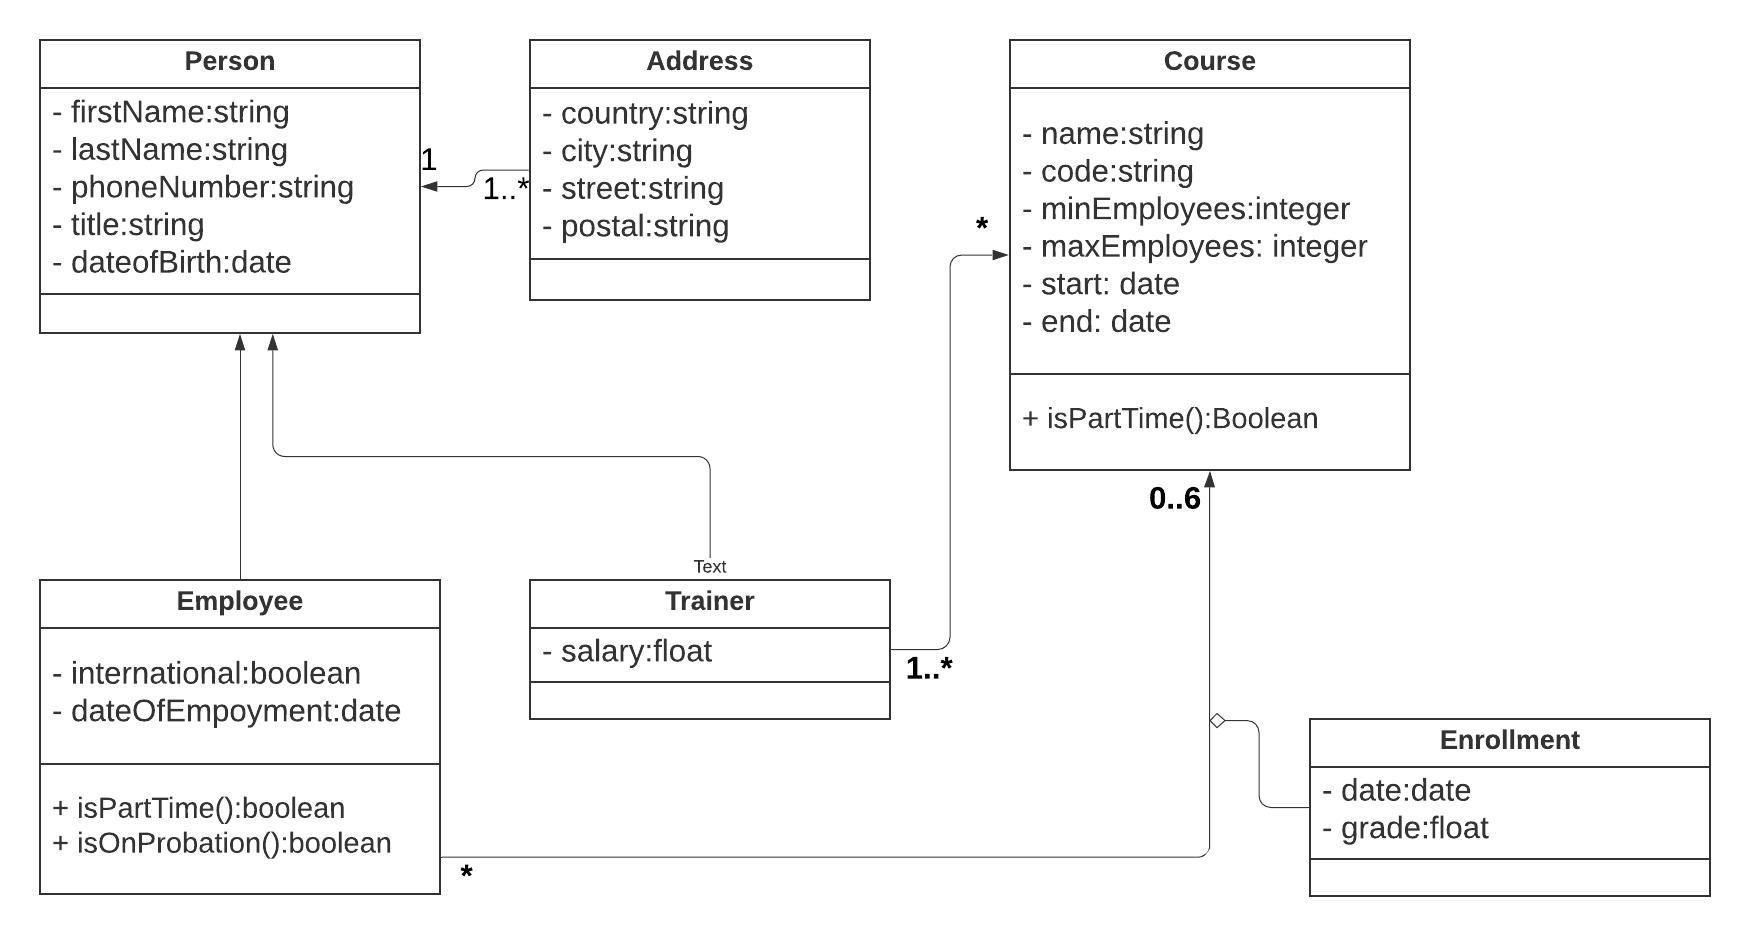 Person
- firstName:string
- lastName:string
- phoneNumber:string
- title:string
- dateofBirth:date
1
1..*
Address
- country:string
- city:string
- street:string
- postal:string
Course
- name:string
- code:string
- minEmployees:integer
- maxEmployees: integer
- start: date
- end: date
+ isPartTime():Boolean
*
0..6
Employee
- international:boolean
- dateOfEmpoyment:date
+ isPartTime():boolean
+ isOnProbation():boolean
*
Text
Trainer
- salary:float
1..*
Enrollment
- date:date
- grade:float